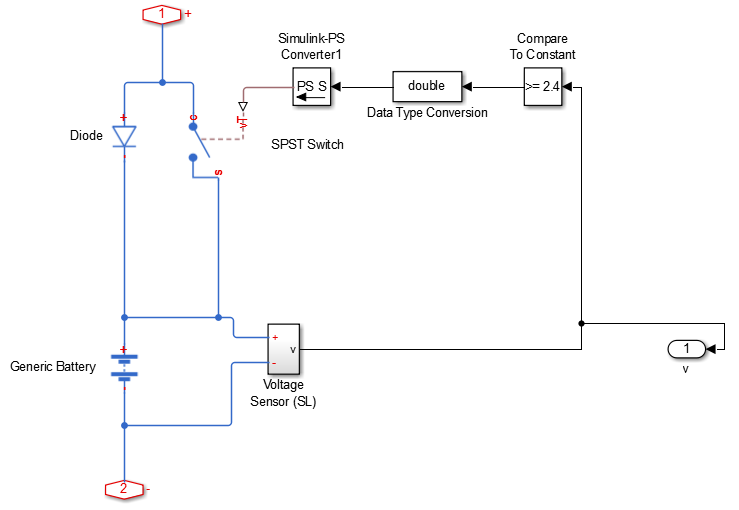 1 +
Simulink-PS
Converter1
Compare
To Constant
PS S
double
>= 2.4
Data Type Conversion
+
Diode
c
SPST Switch
s
+
Generic Battery
+
-
v
Voltage
Sensor (SL)
1
v
2 -